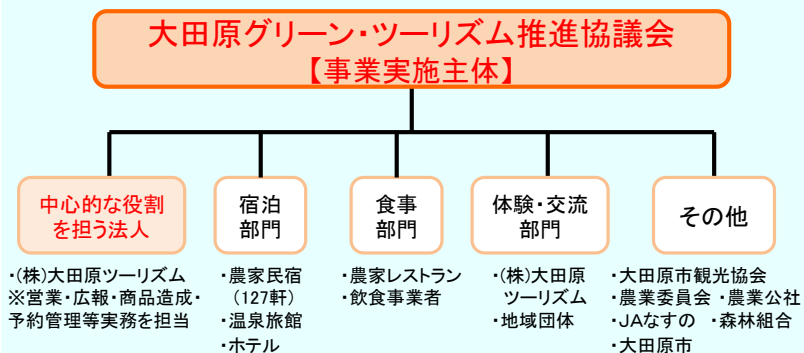 大田原グリーン・ツーリズム推進協議会
【事業実施主体】
中心的な役割
を担う法人
・(株)大田原ツーリズム
※営業・広報・商品造成・
予約管理等実務を担当
宿泊
部門
・農家民宿
(127軒)
・温泉旅館
・ホテル
食事
部門
・農家レストラン
・飲食事業者
体験・交流
部門
・(株)大田原
ツーリズム
・地域団体
その他
・大田原市観光協会
・農業委員会 ・農業公社
・JAなすの ・森林組合
・大田原市